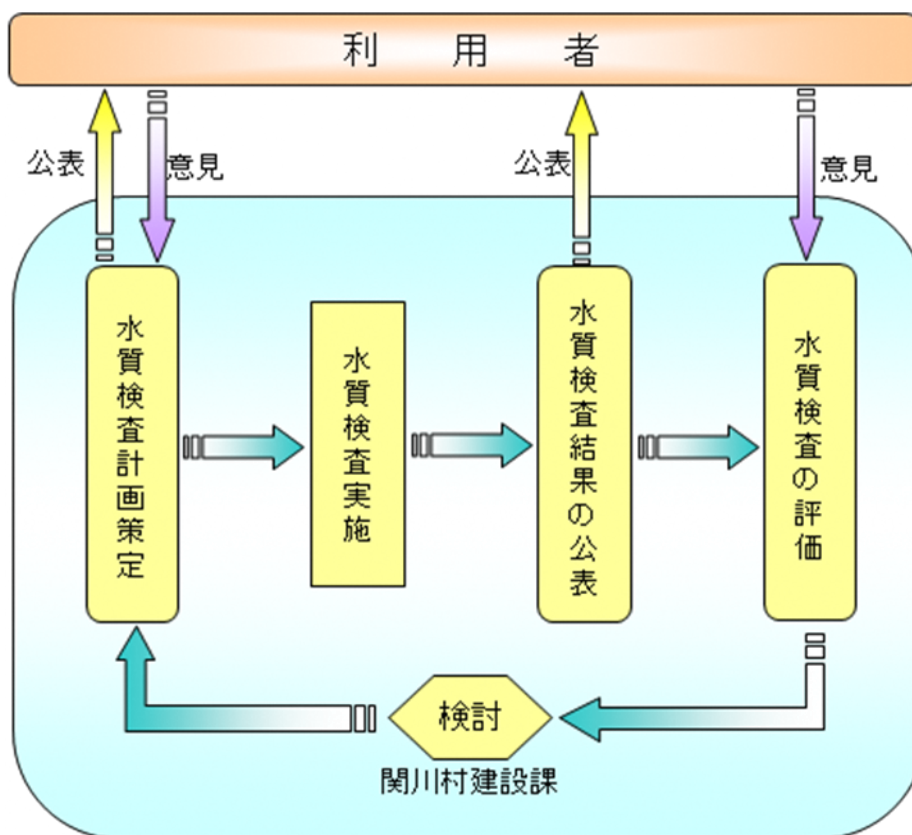 利用者
公表
意見
公表
意見
水質検査計画策定
水質検査実施
水質検査結果の公表
水質検査の評価
検討
関川村建設課